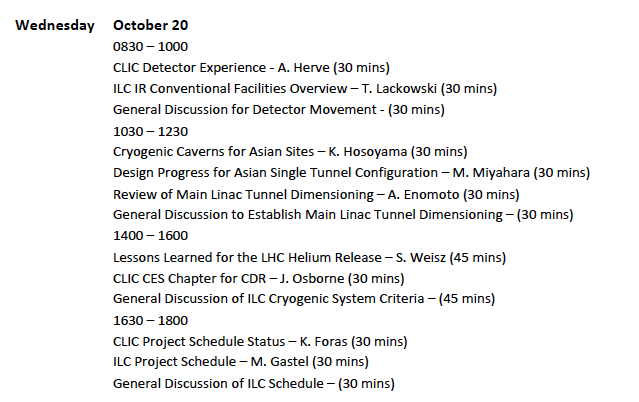 Wednesday October 20
0830 – 1000
CLIC Detector Experience - A. Herve (30 mins)
ILC IR Conventional Facilities Overview – T. Lackowski (30 mins)
General Discussion for Detector Movement - (30 mins)
1030 – 1230
Cryogenic Caverns for Asian Sites – K. Hosoyama (30 mins)
Design Progress for Asian Single Tunnel Configuration – M. Miyahara (30 mins)
Review of Main Linac Tunnel Dimensioning – A. Enomoto (30 mins)
General Discussion to Establish Main Linac Tunnel Dimensioning – (30 mins)
1400 – 1600
Lessons Learned for the LHC Helium Release – S. Weisz (45 mins)
CLIC CES Chapter for CDR – J. Osborne (30 mins)
General Discussion of ILC Cryogenic System Criteria – (45 mins)
1630 – 1800
CLIC Project Schedule Status – K. Foras (30 mins)
ILC Project Schedule – M. Gastel (30 mins)
General Discussion of ILC Schedule – (30 mins)